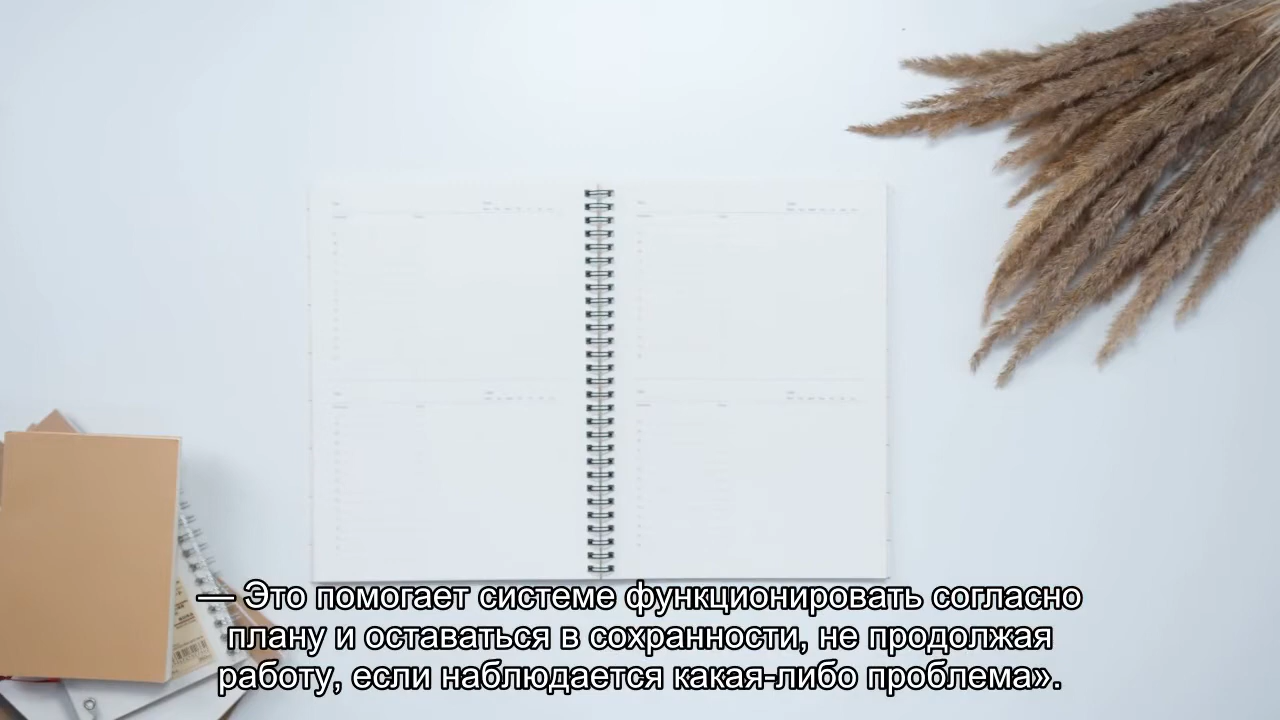 — Это помогает системе функционировать согласно
плану и оставаться в сохранности, не продолжая
работу, если наблюдается какая-либо проблема».